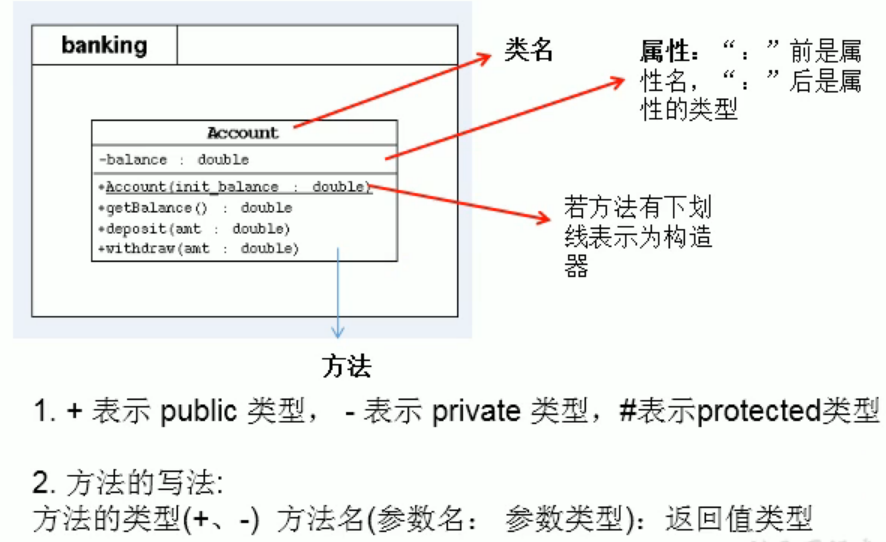 banking
类名
属性：“：”前是属
性名，“：”后是属
性的类型
Account
-balance : double
+Account(init_balance : double)
+getBalance() : double
+deposit(amt : double)
+withdraw(amt : double)
若方法有下划
线表示为构造
器
方法
1. + 表示 public 类型， - 表示 private 类型，#表示protected类型
2. 方法的写法:
方法的类型(+、-) 方法名(参数名： 参数类型)：返回值类型